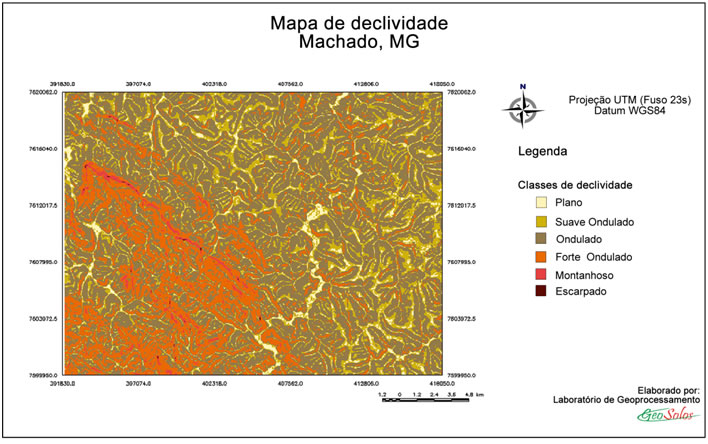 Mapa de declividade
Machado, MG
391830.0 397074.0 402318.0 407562.0 412806.0 418050.0
7620062.0 7620062.0
7616040.0 7616040.0
7612017.5 7612017.5
7607995.0 7607995.0
7603972.5 7603972.5
7599950.0 7599950.0
391830.0 397074.0 402318.0 407562.0 412806.0 418050.0
1.2 0 1.2 2.4 3.6 4.8 km
N
Projeção UTM (Fuso 23s)
Datum WGS84
Legenda
Classes de declividade
Plano
Suave Ondulado
Ondulado
Forte Ondulado
Montanhoso
Escarpado
Elaborado por:
Laboratório de Geoprocessamento
GeoSolos